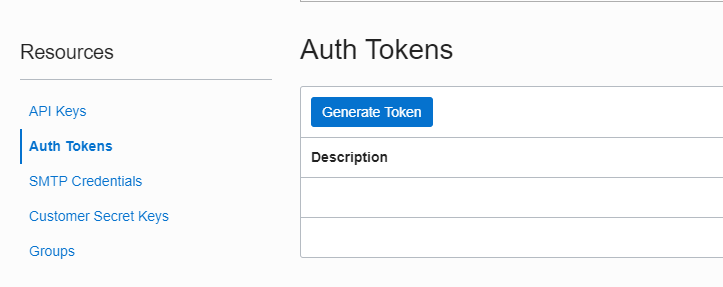 Resources
API Keys
Auth Tokens
SMTP Credentials
Customer Secret Keys
Groups
Auth Tokens
Generate Token
Description